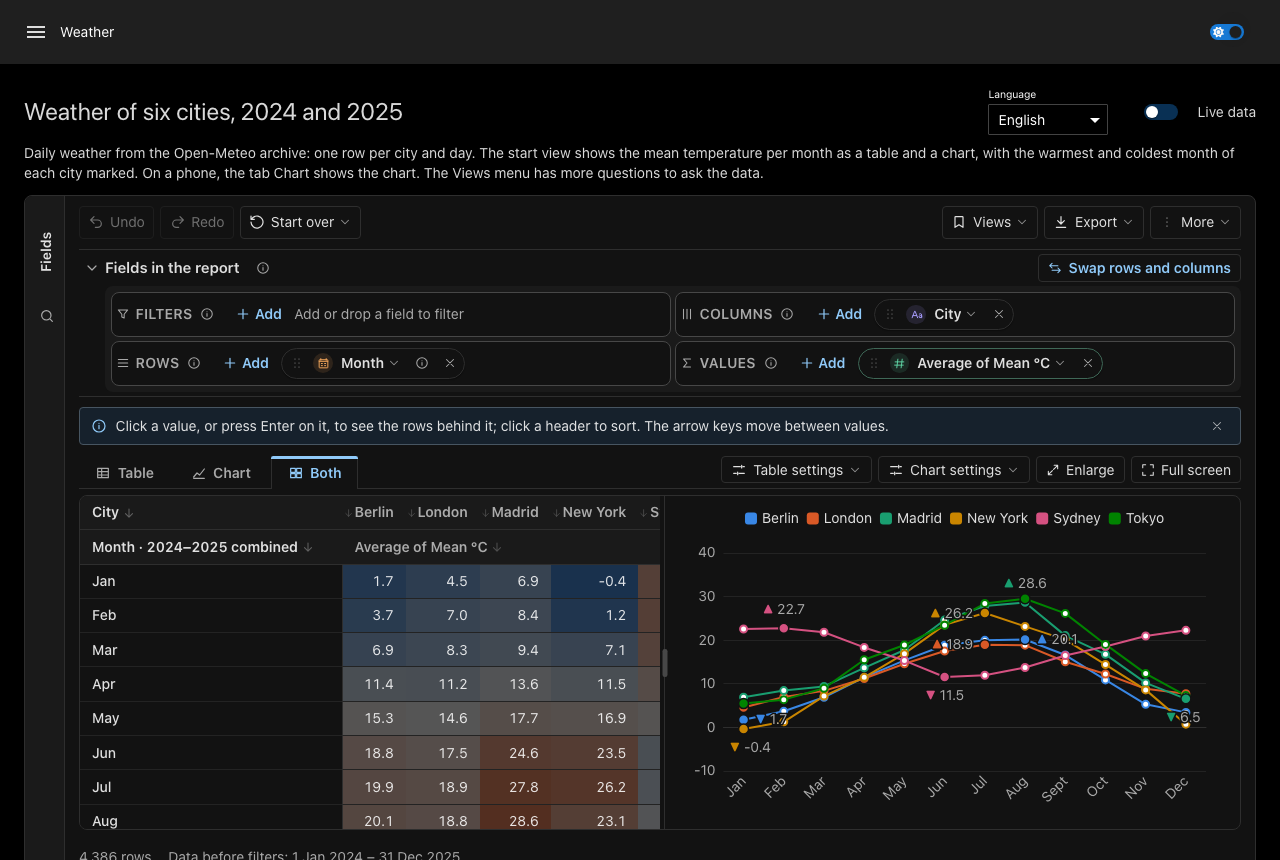 Weather
Weather of six cities, 2024 and 2025
Language
English
Live data
Daily weather from the Open-Meteo archive: one row per city and day. The start view shows the mean temperature per month as a table and a chart, with the warmest and coldest month of
each city marked. On a phone, the tab Chart shows the chart. The Views menu has more questions to ask the data.
Fields
Undo Redo Start over Views Export More
Fields in the report Swap rows and columns
FILTERS Add Add or drop a field to filter COLUMNS Add Aa City
ROWS Add Month Σ VALUES Add # Average of Mean °C
Click a value, or press Enter on it, to see the rows behind it; click a header to sort. The arrow keys move between values.
Table Chart Both Table settings Chart settings Enlarge Full screen
City ↓ ↓ Berlin ↓ London ↓ Madrid ↓ New York ↓ S
Month · 2024–2025 combined ↓ Average of Mean °C ↓
Jan 1.7 4.5 6.9 -0.4
Feb 3.7 7.0 8.4 1.2
Mar 6.9 8.3 9.4 7.1
Apr 11.4 11.2 13.6 11.5
May 15.3 14.6 17.7 16.9
Jun 18.8 17.5 24.6 23.5
Jul 19.9 18.9 27.8 26.2
Aug 20.1 18.8 28.6 23.1
Berlin London Madrid New York Sydney Tokyo
40
30
20
10
0
-10
22.7
28.6
26.2
18.9
20.1
11.5
1.7
6.5
-0.4
Jan Feb Mar Apr May Jun Jul Aug Sept Oct Nov Dec
4,386 rows Data before filters: 1 Jan 2024 – 31 Dec 2025